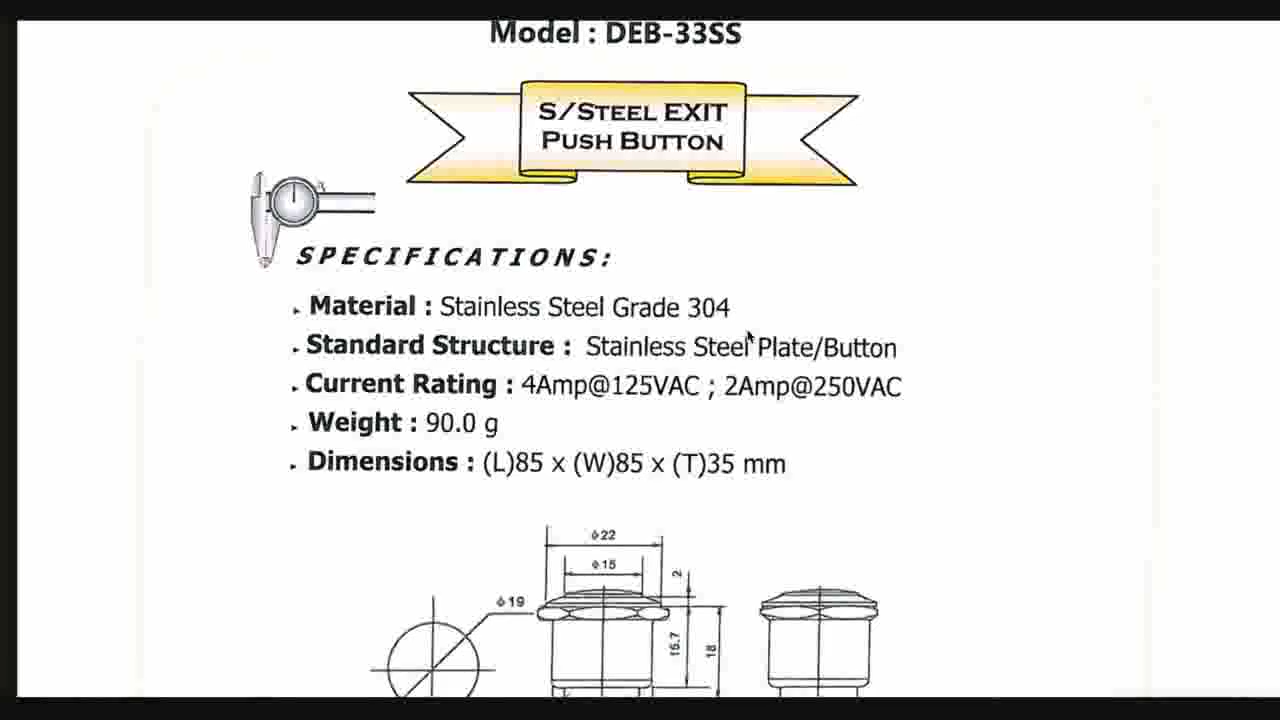 Model : DEB-33SS
S/STEEL EXIT
PUSH BUTTON
SPECIFICATIONS:
Material : Stainless Steel Grade 304
Standard Structure : Stainless Steel Plate/Button
Current Rating : 4Amp@125VAC ; 2Amp@250VAC
Weight : 90.0 g
Dimensions : (L)85 x (W)85 x (T)35 mm
ϕ22
ϕ15
2
ϕ19
16.7
18